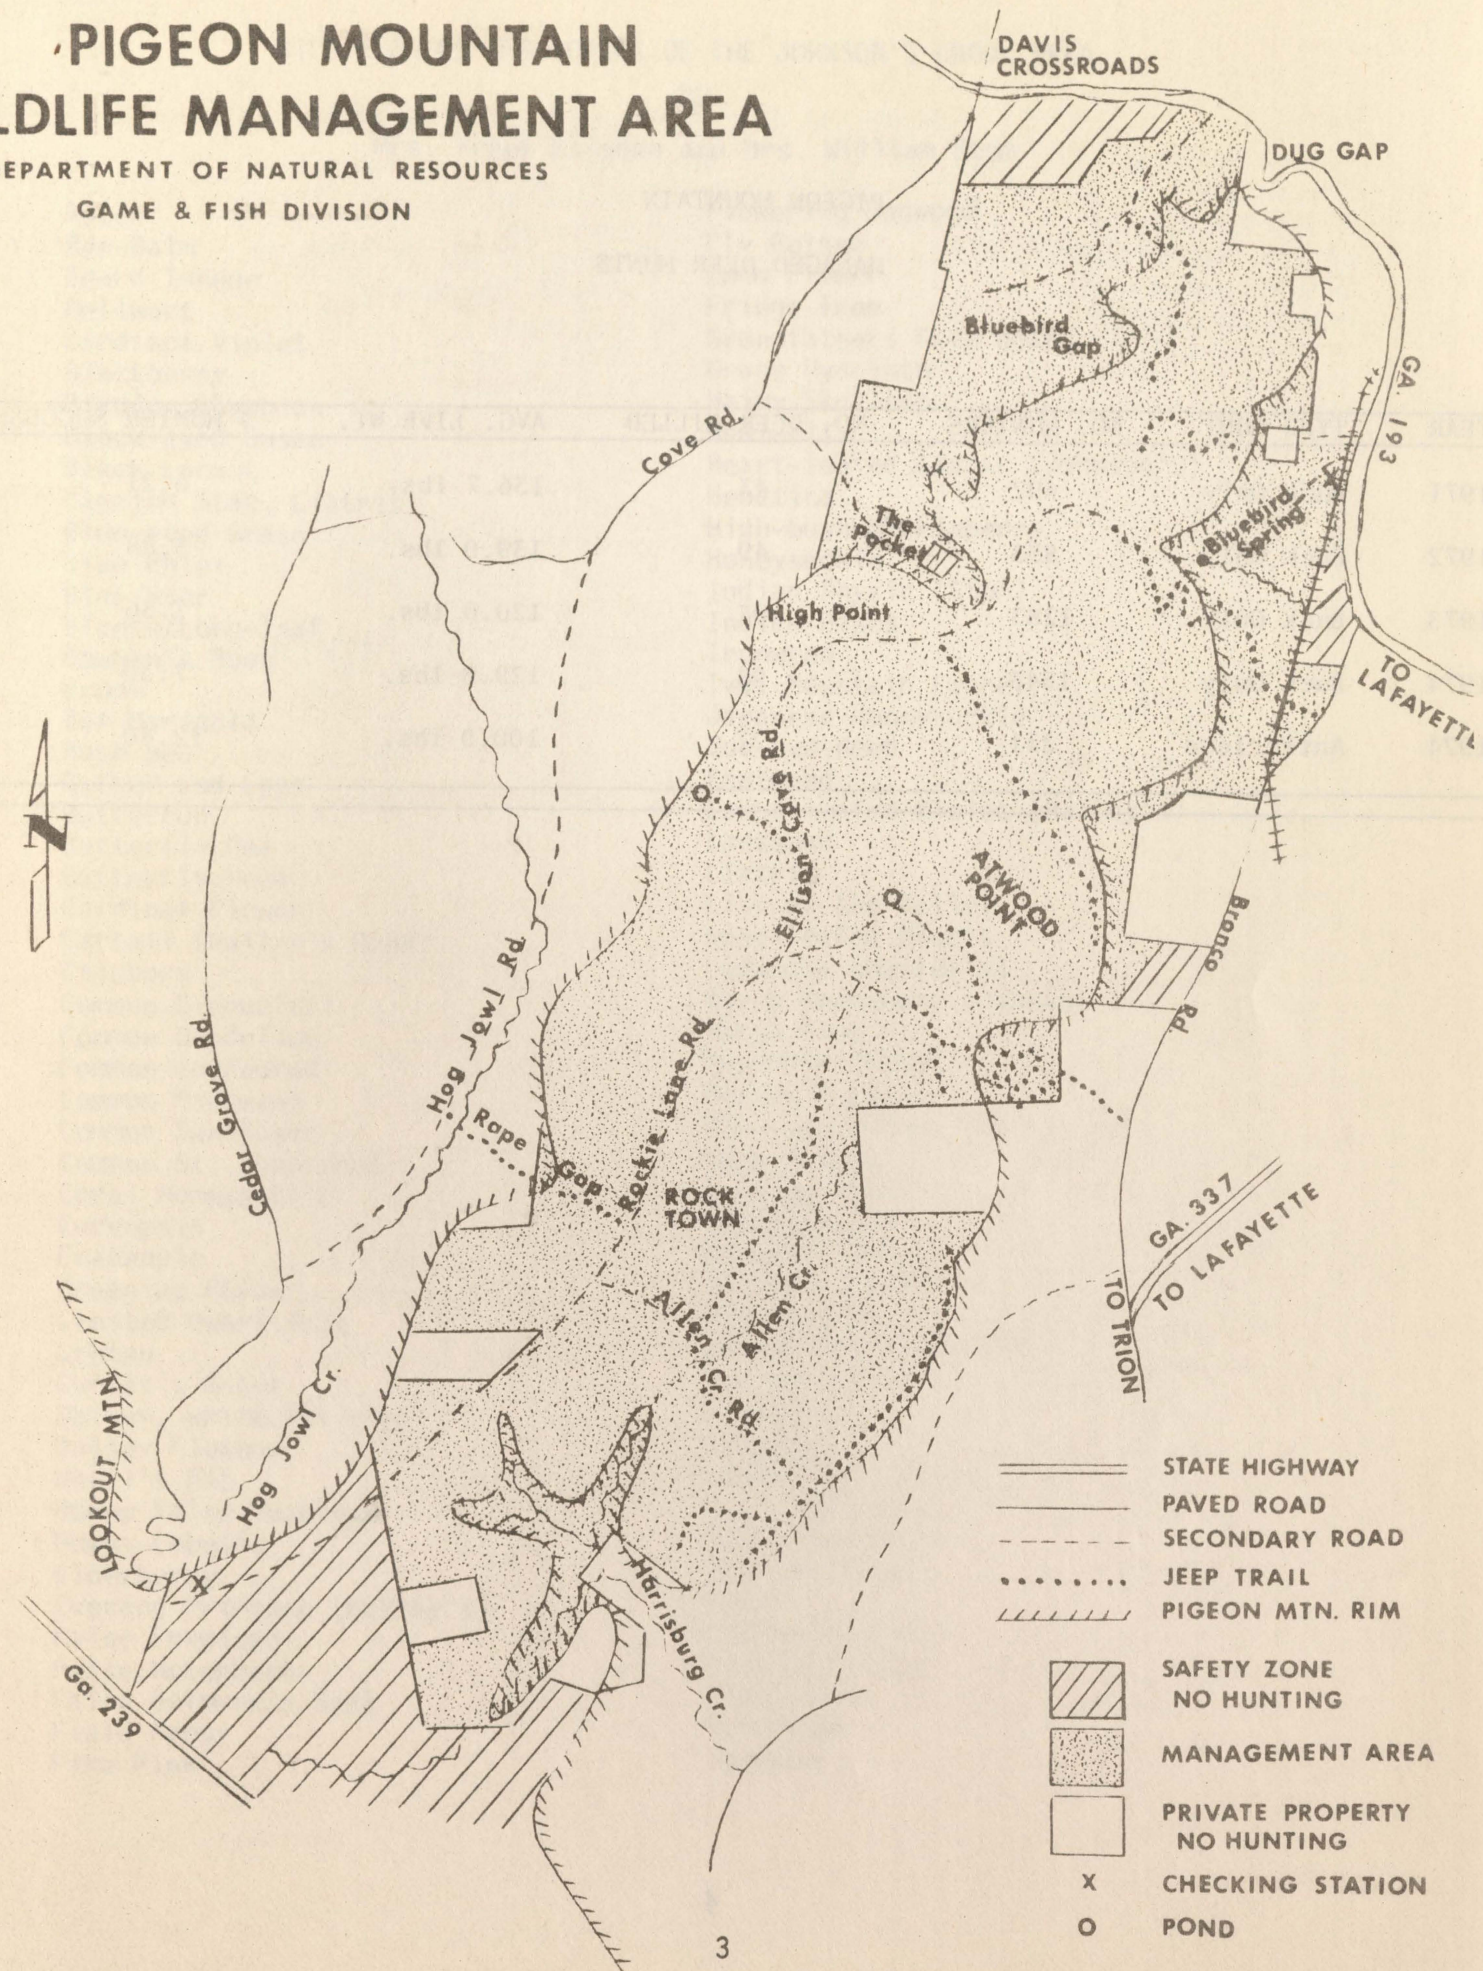 PIGEON MOUNTAIN
LDLIFE MANAGEMENT AREA
EPARTMENT OF NATURAL RESOURCES
GAME & FISH DIVISION
DAVIS
CROSSROADS
DUG GAP
GA. 193
Bluebird
Gap
Cove Rd.
The
Pocket
Bluebird
Spring
High Point
TO
LAFAYETTE
N
Ellison Cave Rd.
ATWOOD
POINT
Bronco Rd.
Hog Jowl Rd.
Cedar Grove Rd.
Rape Gap
Rockie Lane Rd.
ROCK
TOWN
GA. 337
TO LAFAYETTE
Allen Cr.
Allen Cr. Rd.
TO TRION
LOOKOUT MTN.
Hog Jowl Cr.
Harrisburg Cr.
Ga. 239
STATE HIGHWAY
PAVED ROAD
SECONDARY ROAD
JEEP TRAIL
PIGEON MTN. RIM
SAFETY ZONE
NO HUNTING
MANAGEMENT AREA
PRIVATE PROPERTY
NO HUNTING
X CHECKING STATION
O POND
3